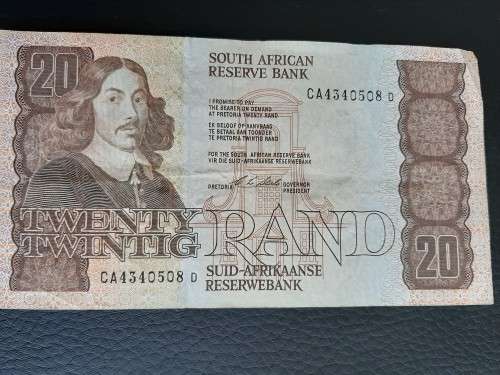 20
SOUTH AFRICAN
RESERVE BANK
CA4340508 D
I PROMISE TO PAY
THE BEARER ON DEMAND
AT PRETORIA TWENTY RAND
EK BELOOF OP AANVRAAG
TE BETAAL AAN TOONDER
TE PRETORIA TWINTIG RAND
FOR THE SOUTH AFRICAN RESERVE BANK
VIR DIE SUID-AFRIKAANSE RESERWEBANK
PRETORIA
GOVERNOR
PRESIDENT
TWENTY
TWINTIG
RAND
20
CA4340508 D
SUID-AFRIKAANSE
RESERWEBANK